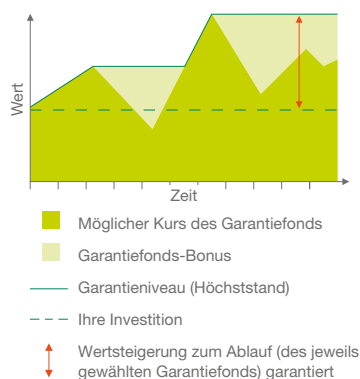 Wert
Zeit
Möglicher Kurs des Garantiefonds
Garantiefonds-Bonus
Garantieniveau (Höchststand)
Ihre Investition
Wertsteigerung zum Ablauf (des jeweils
gewählten Garantiefonds) garantiert